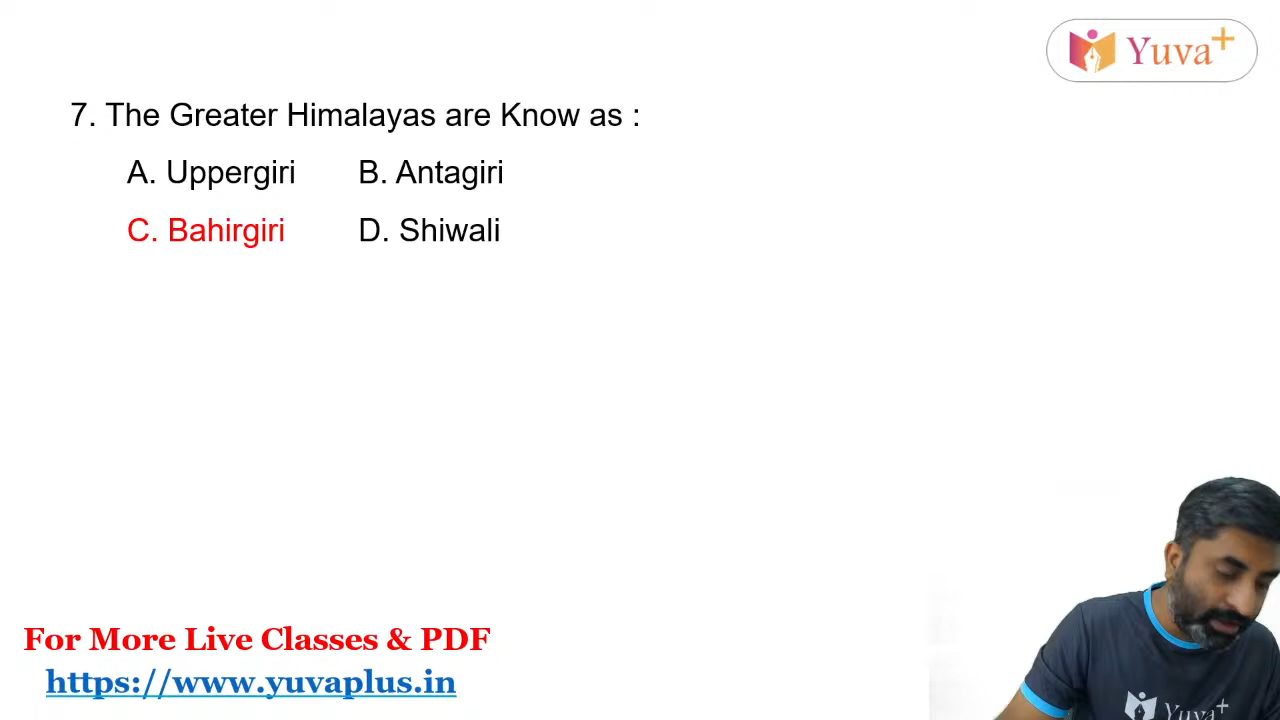 Yuva+
7. The Greater Himalayas are Know as :
A. Uppergiri B. Antagiri
C. Bahirgiri D. Shiwali
For More Live Classes & PDF
https://www.yuvaplus.in
Yuva+